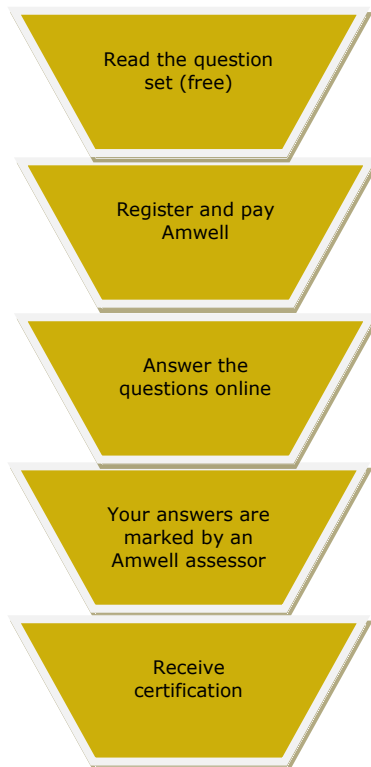 Read the question
set (free)
Register and pay
Amwell
Answer the
questions online
Your answers are
marked by an
Amwell assessor
Receive
certification